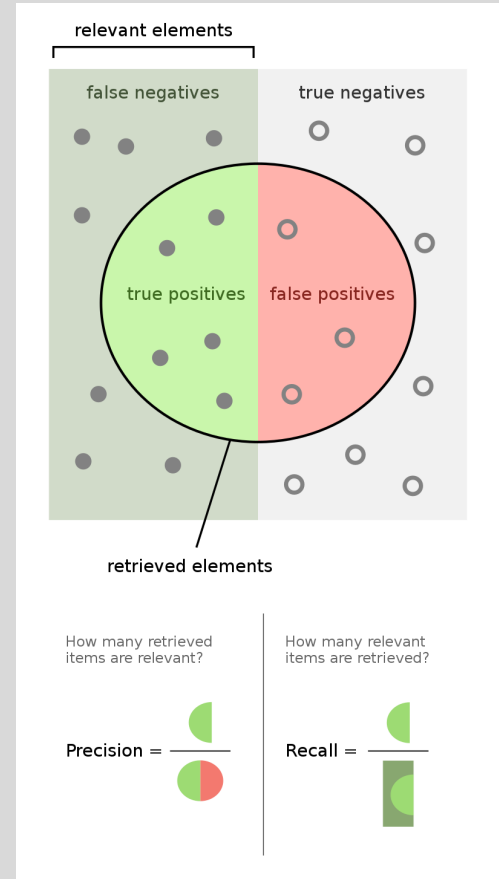 relevant elements
false negatives
true negatives
true positives
false positives
retrieved elements
How many retrieved
items are relevant?
How many relevant
items are retrieved?
Precision =
Recall =